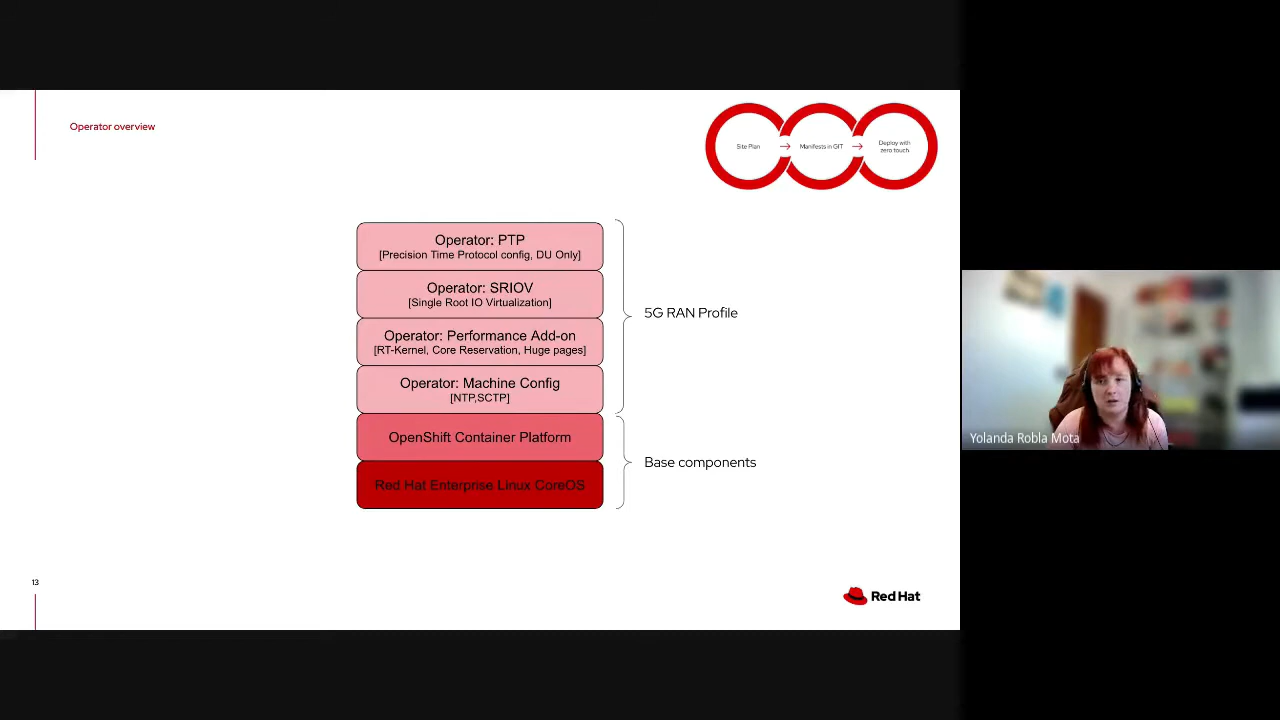 Operator overview
Site Plan
Manifests in GIT
Deploy with
zero touch
Operator: PTP
[Precision Time Protocol config, DU Only]
Operator: SRIOV
[Single Root IO Virtualization]
Operator: Performance Add-on
[RT-Kernel, Core Reservation, Huge pages]
Operator: Machine Config
[NTP,SCTP]
OpenShift Container Platform
Red Hat Enterprise Linux CoreOS
5G RAN Profile
Base components
13
Red Hat
Yolanda Robla Mota